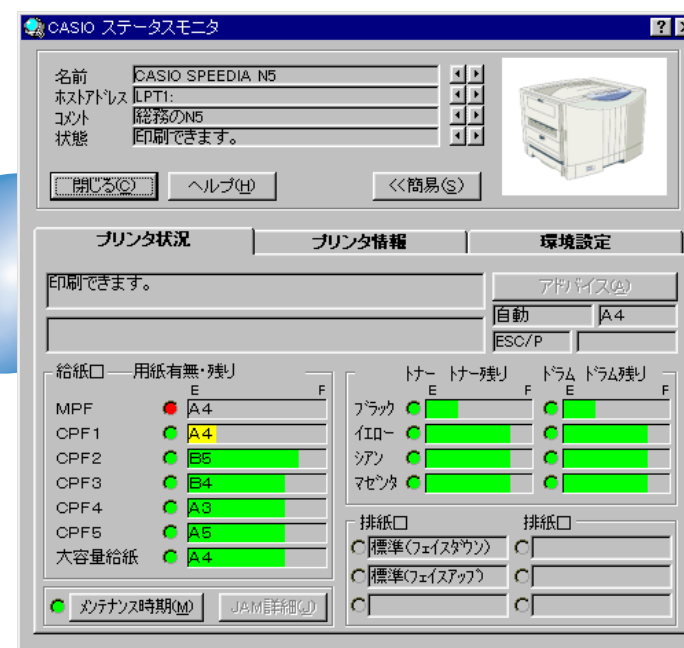 CASIO ステータスモニタ
名前 CASIO SPEEDIA N5
ホストアドレス LPT1:
コメント 総務のN5
状態 印刷できます。
閉じる(C) ヘルプ(H) <<簡易(S)
プリンタ状況 プリンタ情報 環境設定
印刷できます。 アドバイス(A)
自動 A4
ESC/P
給紙口 用紙有無・残り
E F
MPF A4
CPF1 A4
CPF2 B5
CPF3 B4
CPF4 A3
CPF5 A5
大容量給紙 A4
トナー トナー残り ドラム ドラム残り
E F E F
ブラック
イエロー
シアン
マゼンタ
排紙口 排紙口
標準(フェイスダウン)
標準(フェイスアップ)
メンテナンス時期(M) JAM詳細(J)